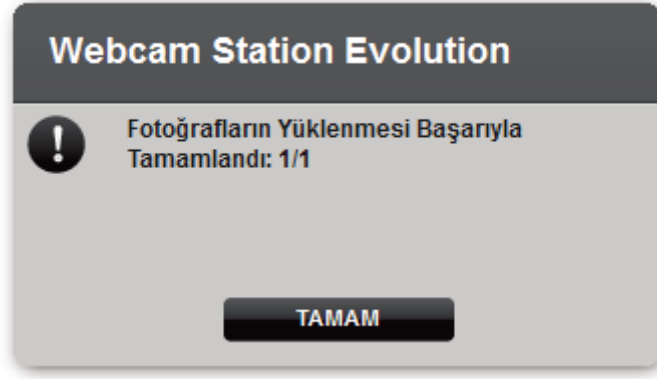 Webcam Station Evolution
Fotoğrafların Yüklenmesi Başarıyla
Tamamlandı: 1/1
TAMAM